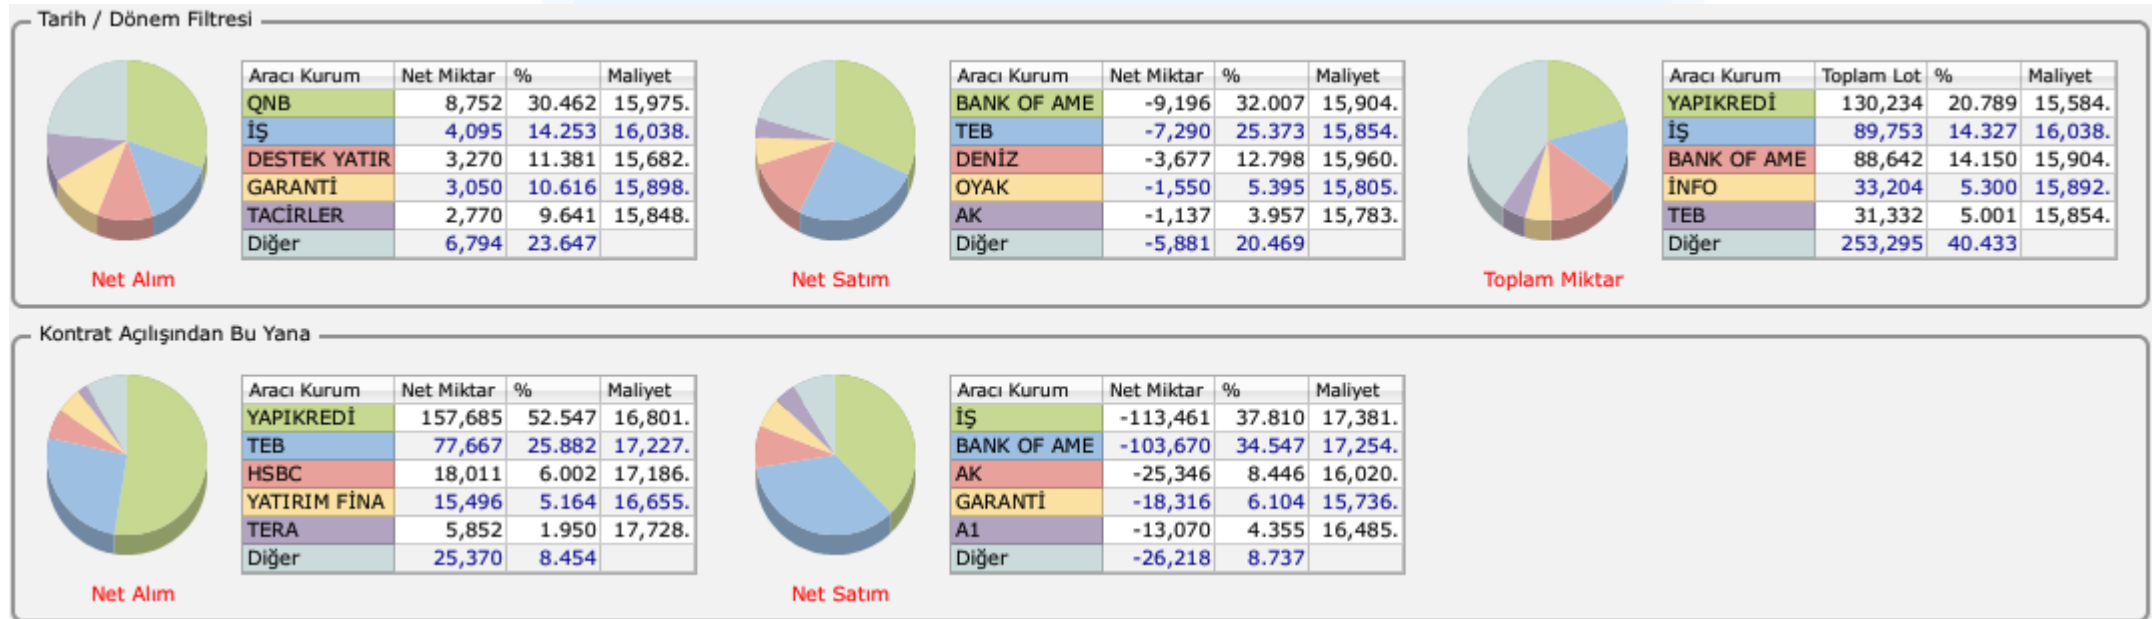 Tarih / Dönem Filtresi
Aracı Kurum Net Miktar % Maliyet
QNB 8,752 30.462 15,975.
İŞ 4,095 14.253 16,038.
DESTEK YATIR 3,270 11.381 15,682.
GARANTİ 3,050 10.616 15,898.
TACİRLER 2,770 9.641 15,848.
Diğer 6,794 23.647
Net Alım
Aracı Kurum Net Miktar % Maliyet
BANK OF AME -9,196 32.007 15,904.
TEB -7,290 25.373 15,854.
DENİZ -3,677 12.798 15,960.
OYAK -1,550 5.395 15,805.
AK -1,137 3.957 15,783.
Diğer -5,881 20.469
Net Satım
Aracı Kurum Toplam Lot % Maliyet
YAPIKREDİ 130,234 20.789 15,584.
İŞ 89,753 14.327 16,038.
BANK OF AME 88,642 14.150 15,904.
İNFO 33,204 5.300 15,892.
TEB 31,332 5.001 15,854.
Diğer 253,295 40.433
Toplam Miktar
Kontrat Açılışından Bu Yana
Aracı Kurum Net Miktar % Maliyet
YAPIKREDİ 157,685 52.547 16,801.
TEB 77,667 25.882 17,227.
HSBC 18,011 6.002 17,186.
YATIRIM FİNA 15,496 5.164 16,655.
TERA 5,852 1.950 17,728.
Diğer 25,370 8.454
Net Alım
Aracı Kurum Net Miktar % Maliyet
İŞ -113,461 37.810 17,381.
BANK OF AME -103,670 34.547 17,254.
AK -25,346 8.446 16,020.
GARANTİ -18,316 6.104 15,736.
A1 -13,070 4.355 16,485.
Diğer -26,218 8.737
Net Satım